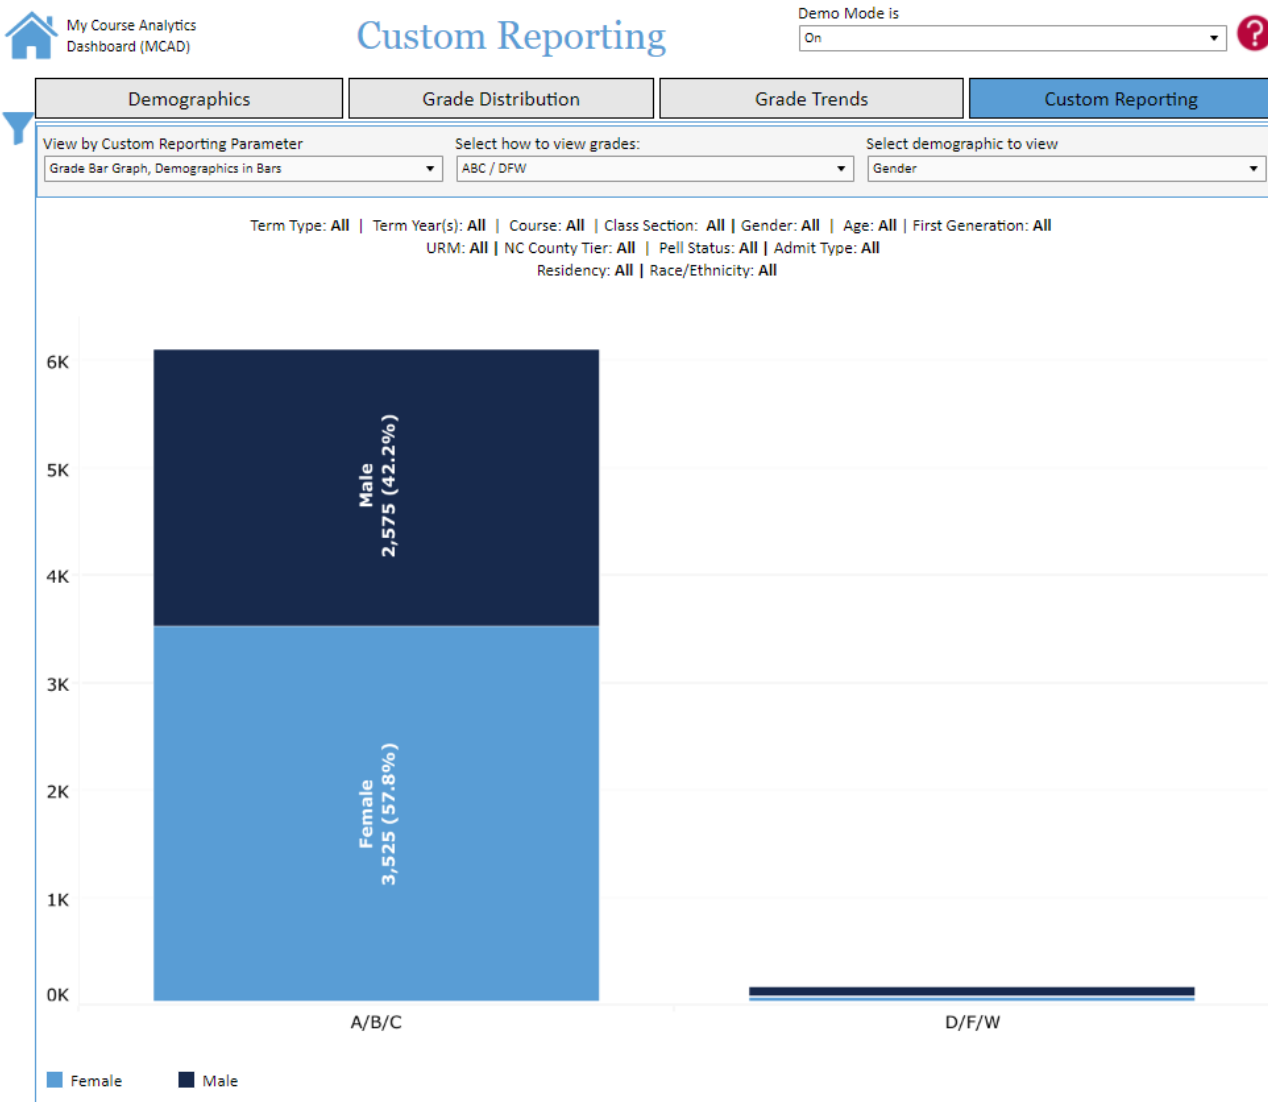 My Course Analytics
Dashboard (MCAD)
Custom Reporting
Demo Mode is
On
?
Demographics
Grade Distribution
Grade Trends
Custom Reporting
View by Custom Reporting Parameter
Grade Bar Graph, Demographics in Bars
Select how to view grades:
ABC / DFW
Select demographic to view
Gender
Term Type: All | Term Year(s): All | Course: All | Class Section: All | Gender: All | Age: All | First Generation: All
URM: All | NC County Tier: All | Pell Status: All | Admit Type: All
Residency: All | Race/Ethnicity: All
6K
5K
4K
3K
2K
1K
0K
Male
2,575 (42.2%)
Female
3,525 (57.8%)
A/B/C
D/F/W
Female
Male